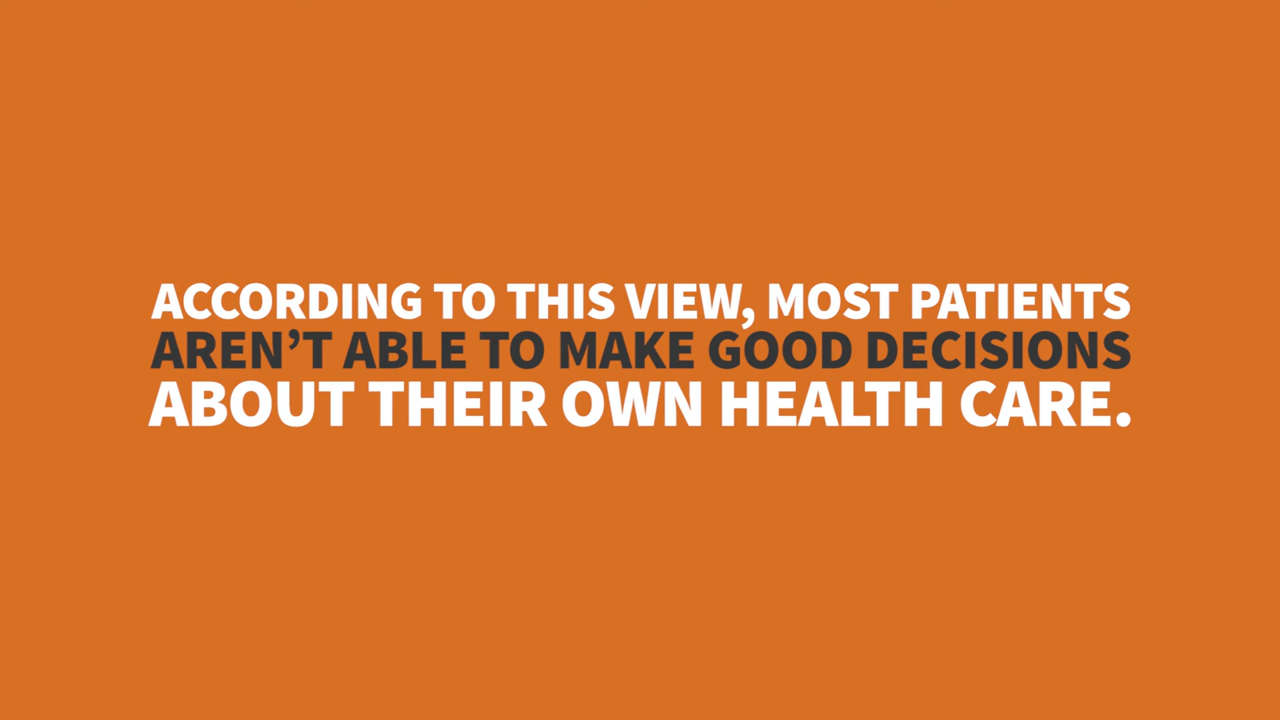 ACCORDING TO THIS VIEW, MOST PATIENTS
AREN’T ABLE TO MAKE GOOD DECISIONS
ABOUT THEIR OWN HEALTH CARE.